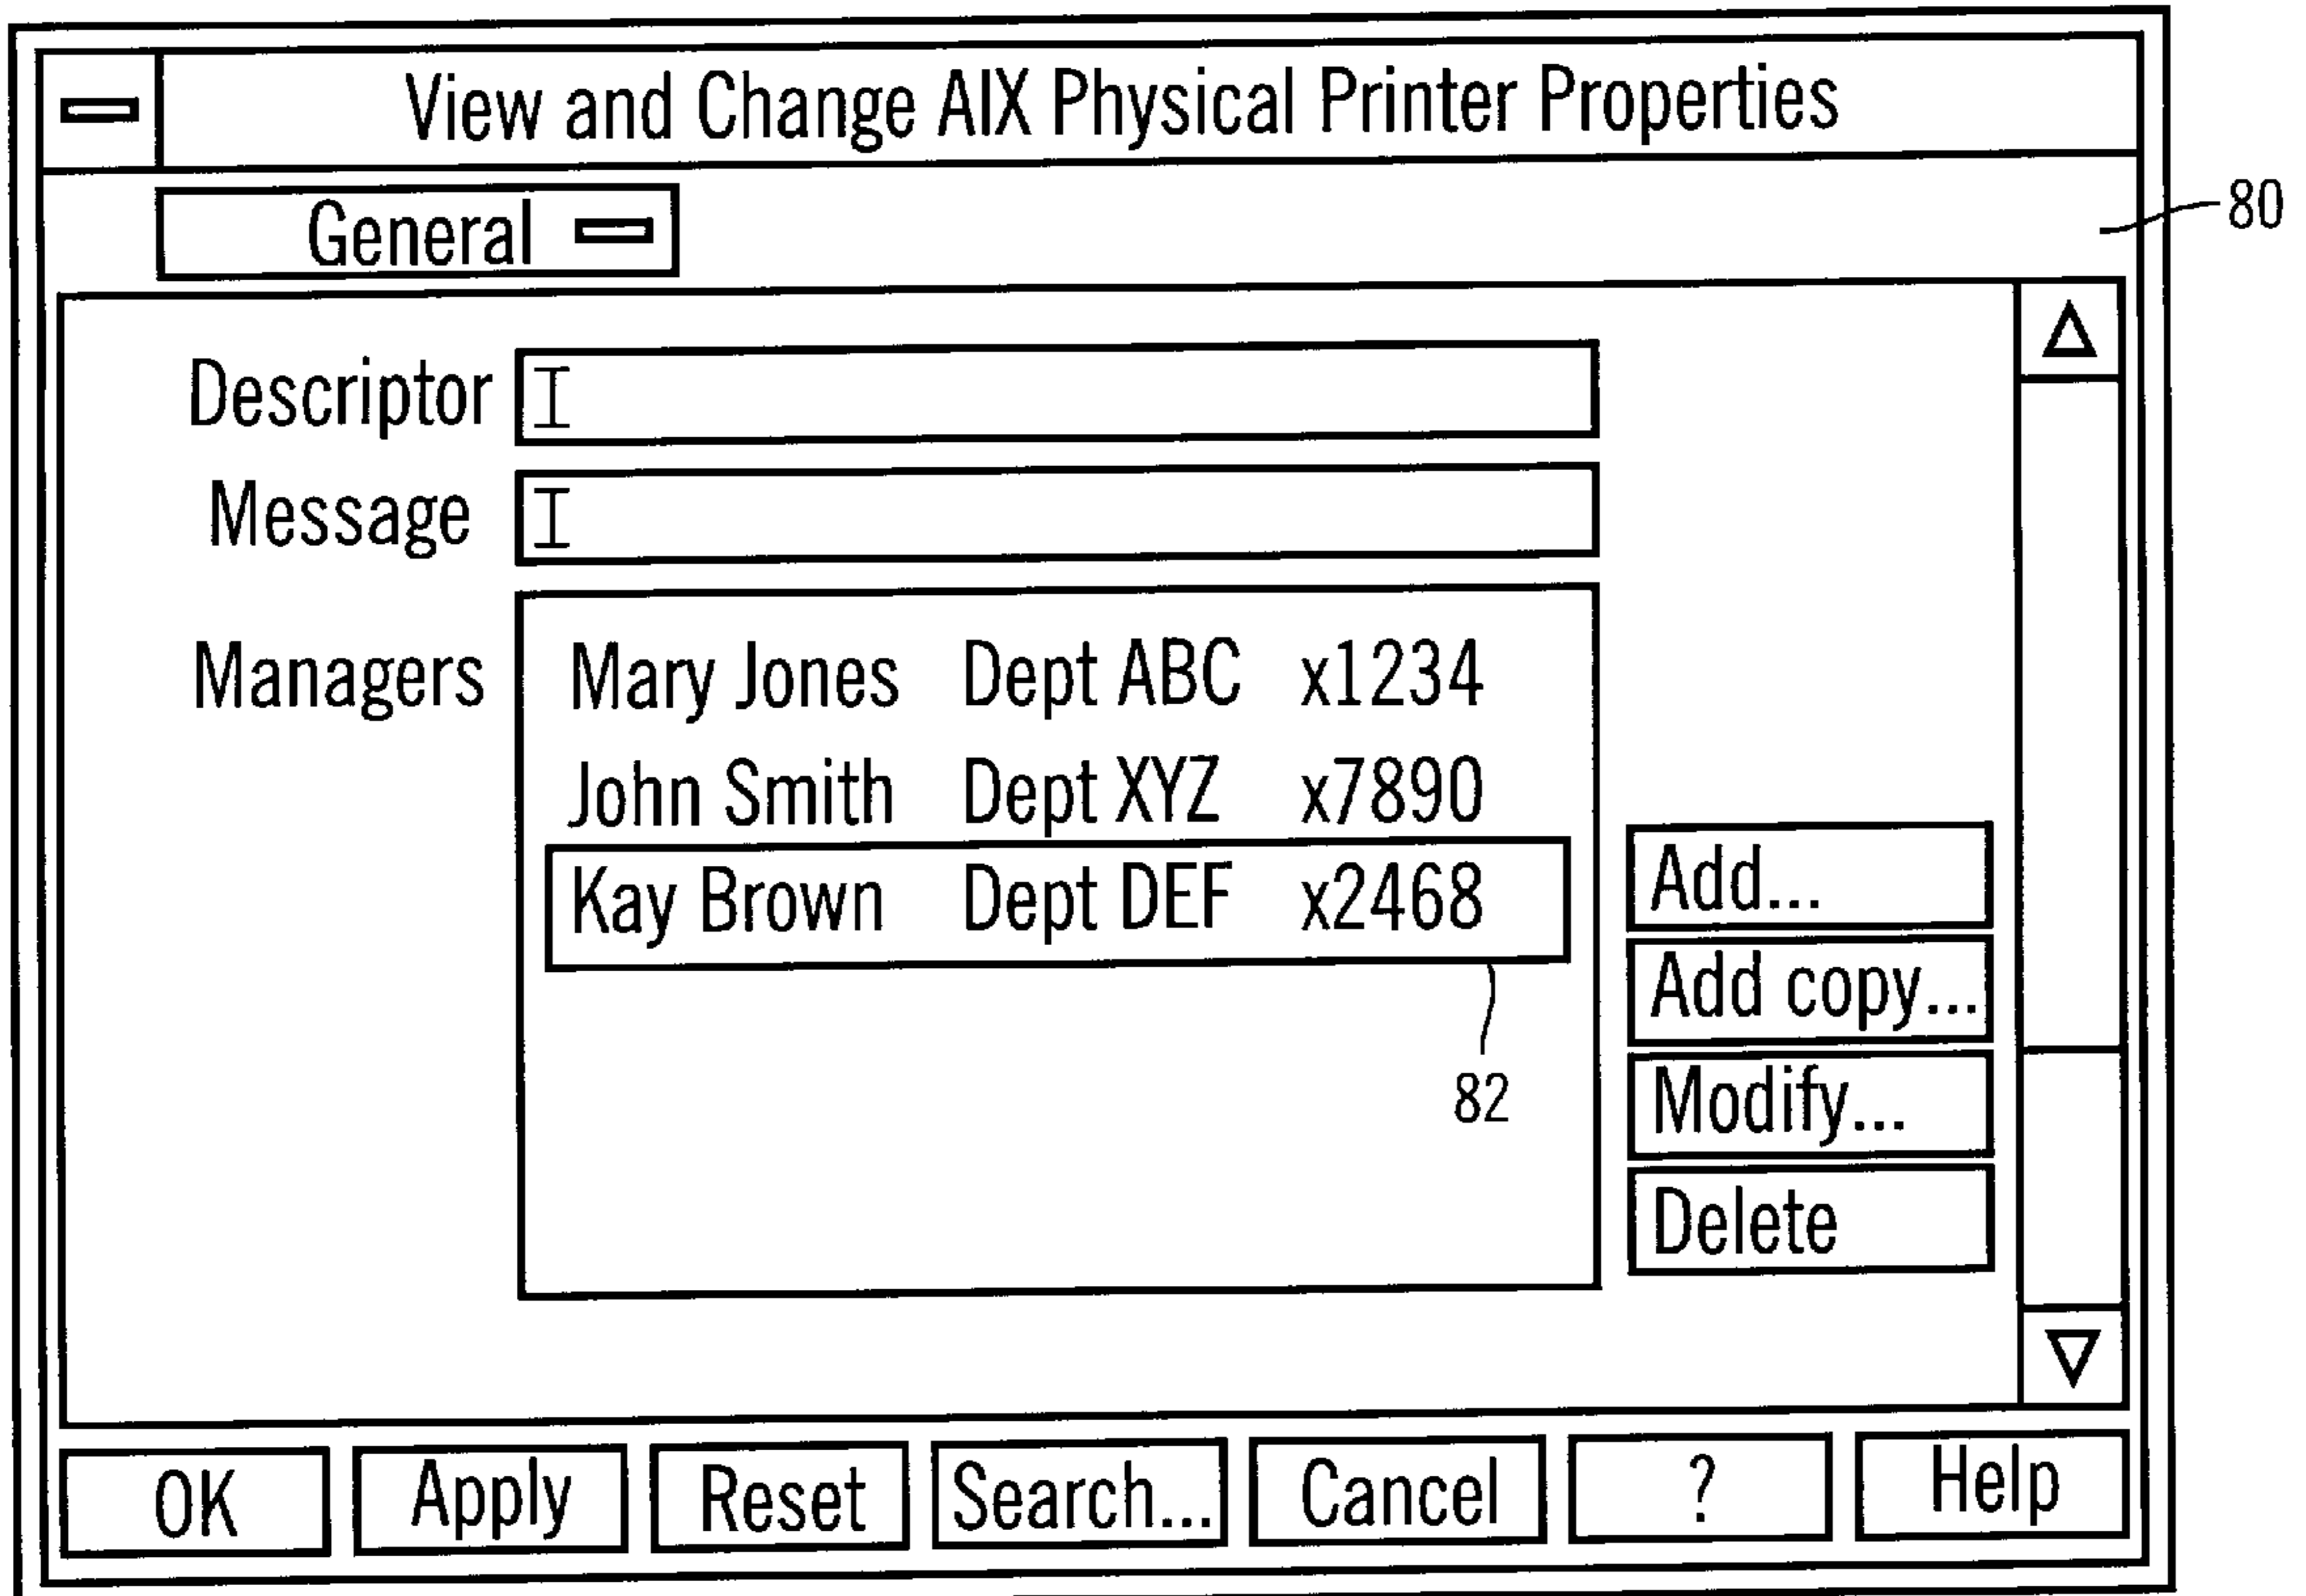 View and Change AIX Physical Printer Properties
General
80
Descriptor
Message
Managers Mary Jones Dept ABC x1234
John Smith Dept XYZ x7890
Kay Brown Dept DEF x2468
82
Add...
Add copy...
Modify...
Delete
OK Apply Reset Search... Cancel ? Help